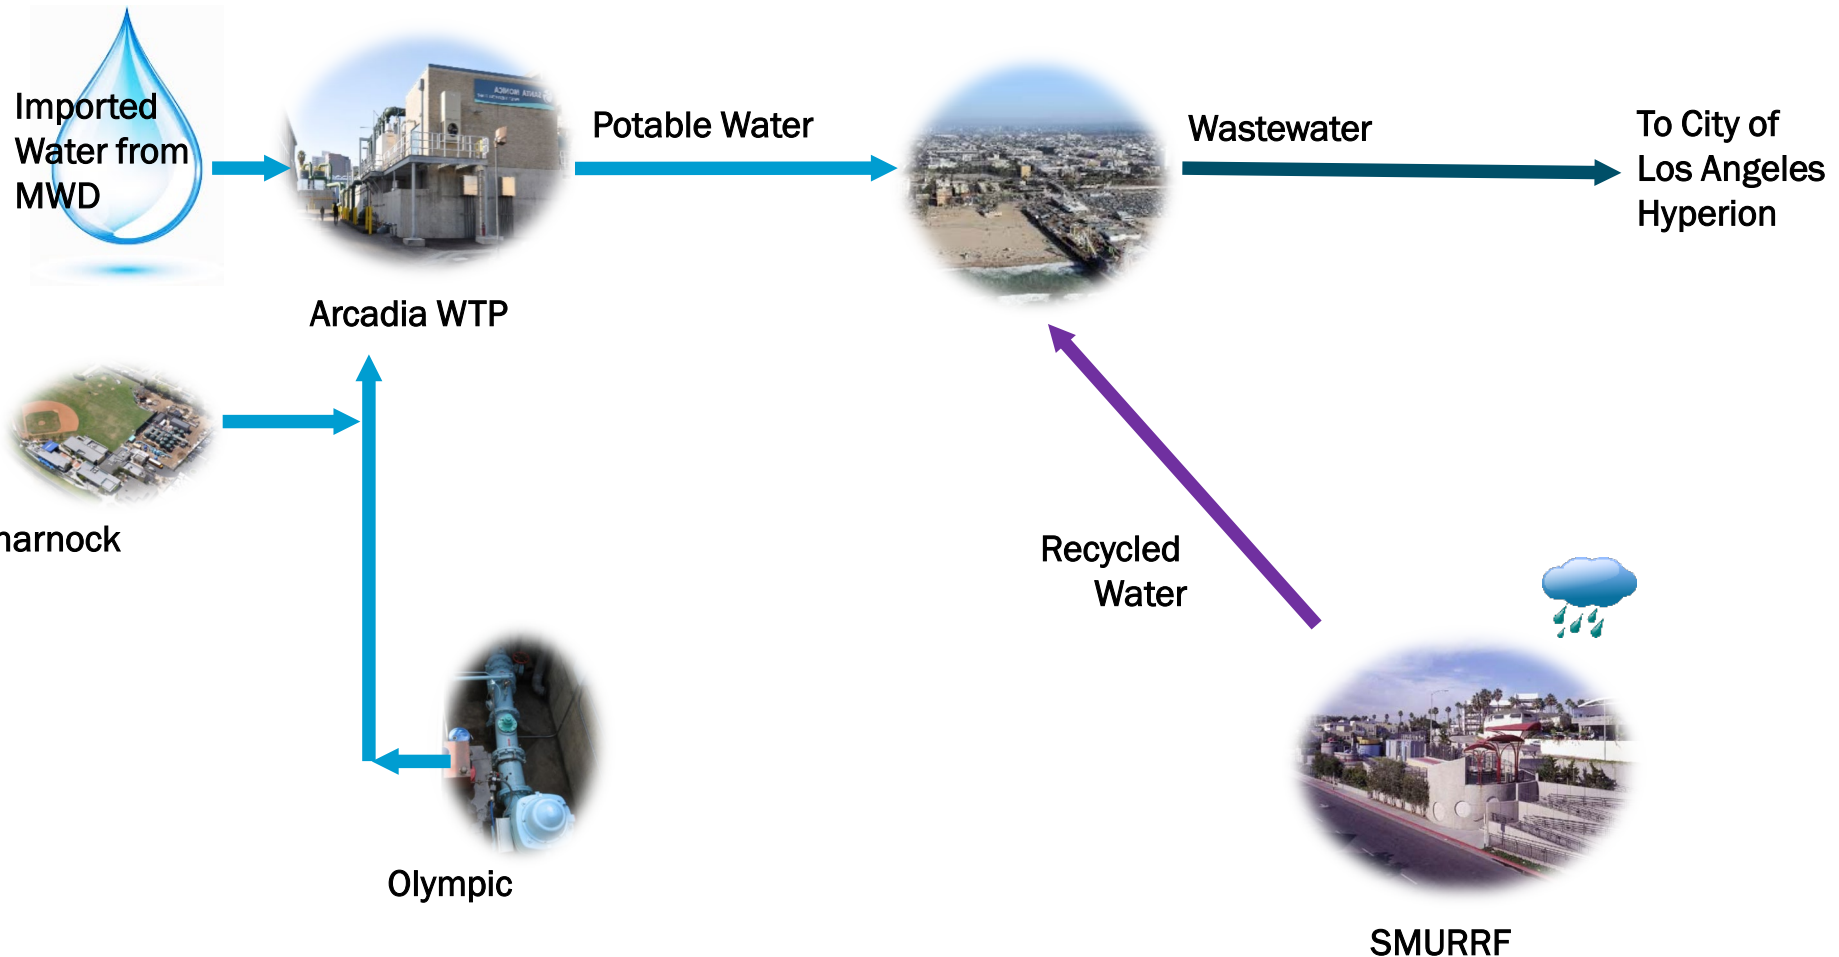 Imported
Water from
MWD
Potable Water
Wastewater
To City of
Los Angeles
Hyperion
Arcadia WTP
harnock
Recycled
Water
Olympic
SMURRF